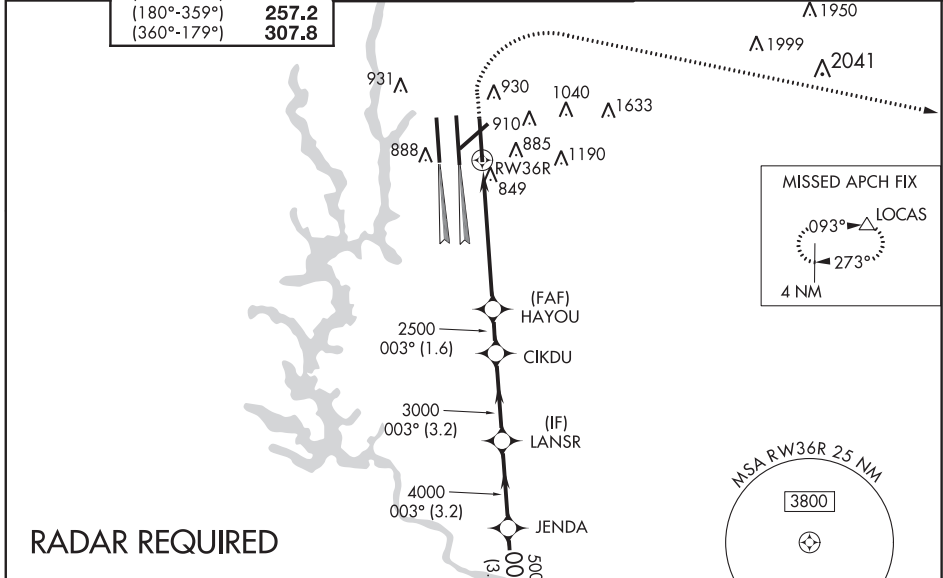 (180°-359°) 257.2
(360°-179°) 307.8
1950
1999
2041
931
930
1040
1633
910
888
885
1190
RW36R
849
MISSED APCH FIX
LOCAS
093°
273°
4 NM
(FAF)
HAYOU
2500
003° (1.6)
CIKDU
3000
003° (3.2)
(IF)
LANSR
4000
003° (3.2)
JENDA
MSA RW36R 25 NM
3800
RADAR REQUIRED